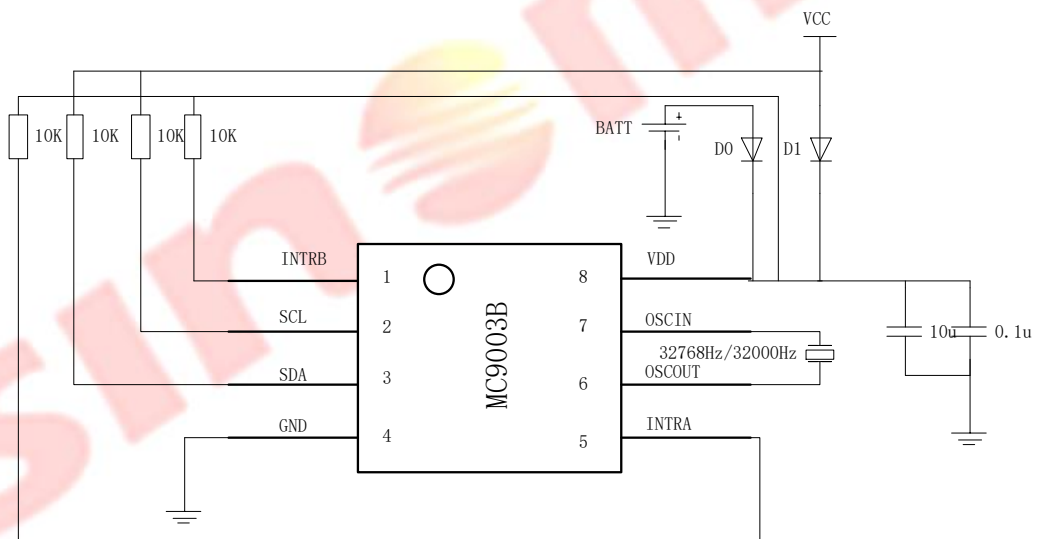 VCC
10K 10K 10K 10K
BATT + -
D0 D1
INTRB 1 8 VDD
SCL 2 7 OSCIN
32768Hz/32000Hz
10u 0.1u
SDA 3 6 OSCOUT
GND 4 5 INTRA
MC9003B
sino